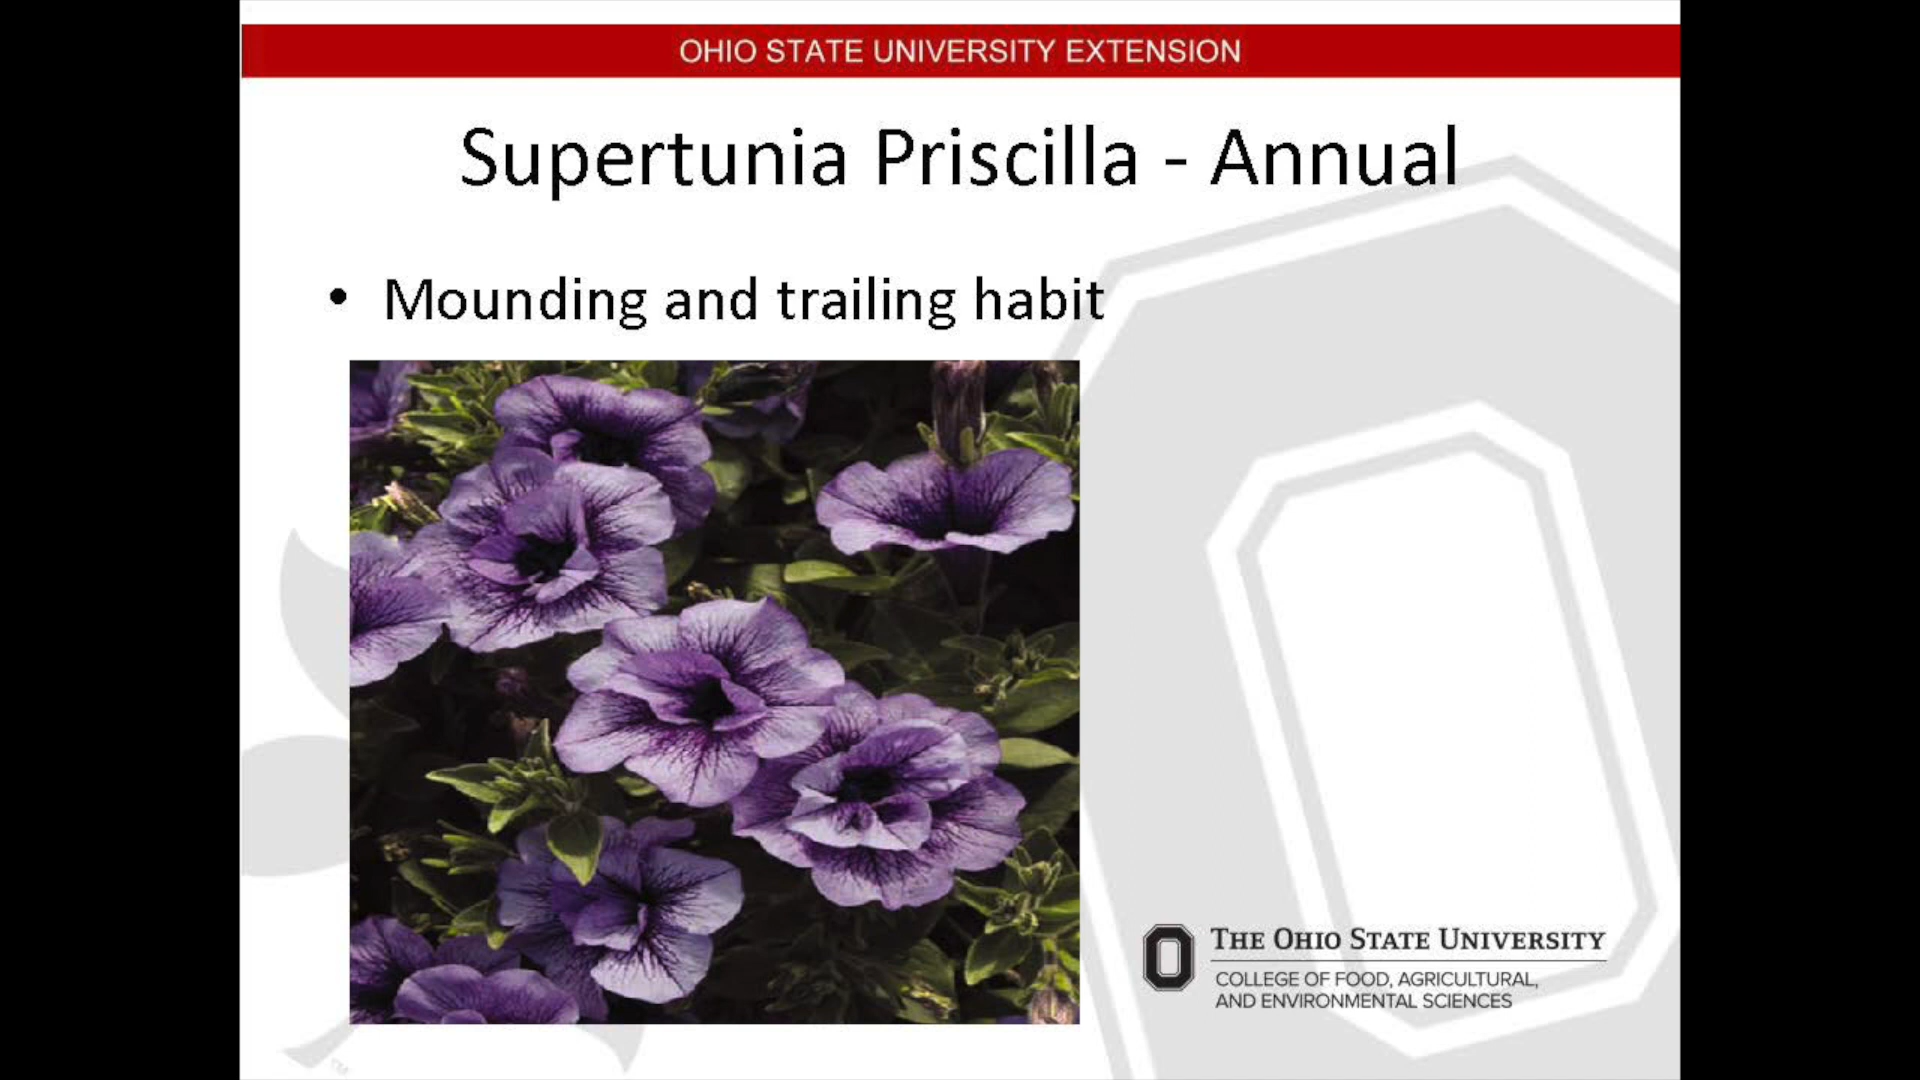 OHIO STATE UNIVERSITY EXTENSION
Supertunia Priscilla - Annual
• Mounding and trailing habit
THE OHIO STATE UNIVERSITY
COLLEGE OF FOOD, AGRICULTURAL,
AND ENVIRONMENTAL SCIENCES
TM